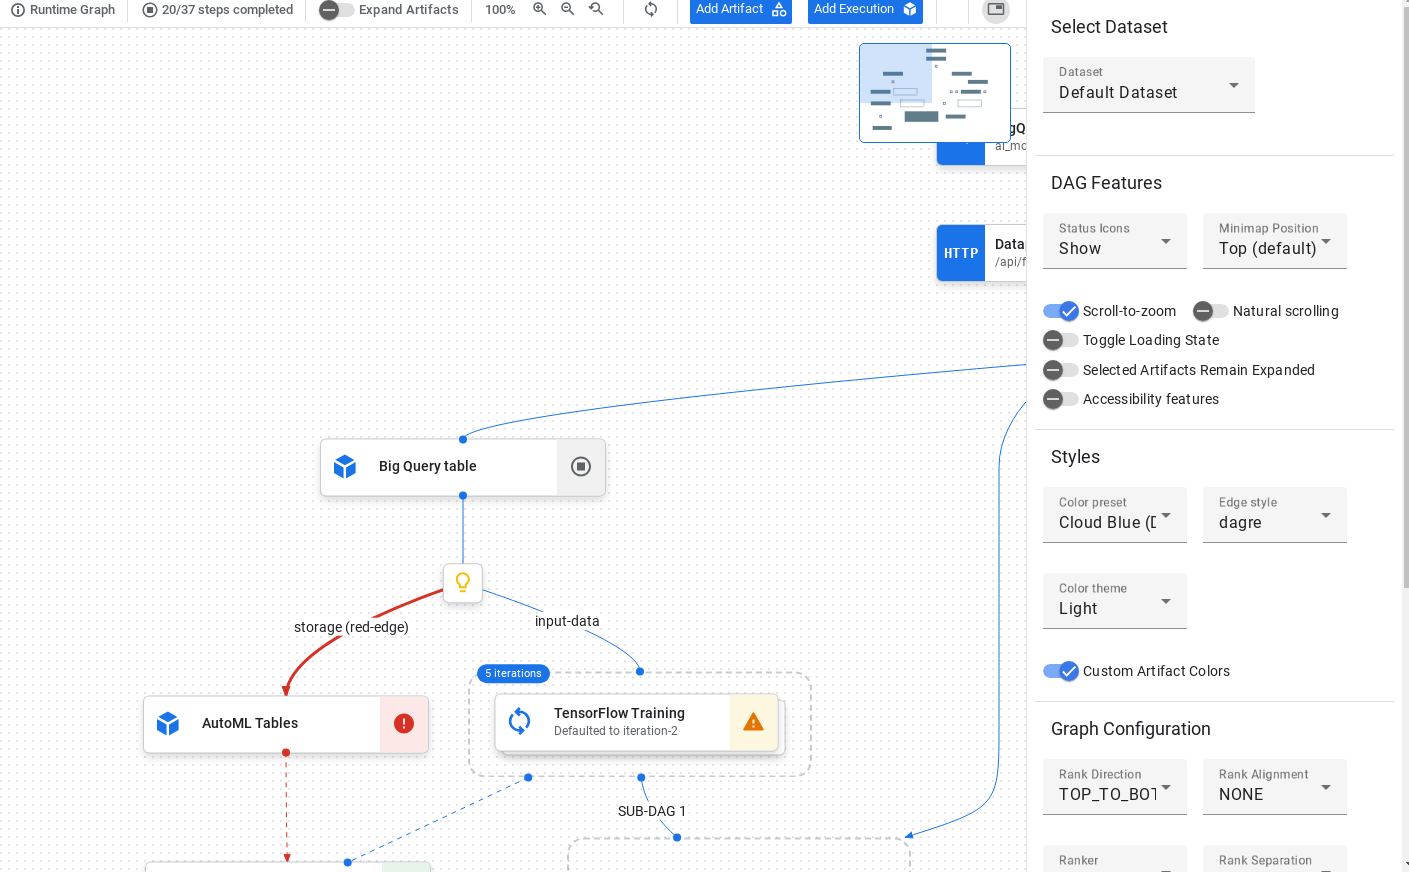 Runtime Graph
20/37 steps completed
Expand Artifacts
100%
Add Artifact
Add Execution
Select Dataset
Dataset
Default Dataset
DAG Features
Status Icons
Show
Minimap Position
Top (default)
Scroll-to-zoom
Natural scrolling
Toggle Loading State
Selected Artifacts Remain Expanded
Accessibility features
Styles
Color preset
Cloud Blue (
Edge style
dagre
Color theme
Light
Custom Artifact Colors
Graph Configuration
Rank Direction
TOP_TO_BOT
Rank Alignment
NONE
Ranker
Rank Separation
gQ
ai_mo
HTTP
Data
/api/f
Big Query table
storage (red-edge)
input-data
5 iterations
AutoML Tables
TensorFlow Training
Defaulted to iteration-2
SUB-DAG 1